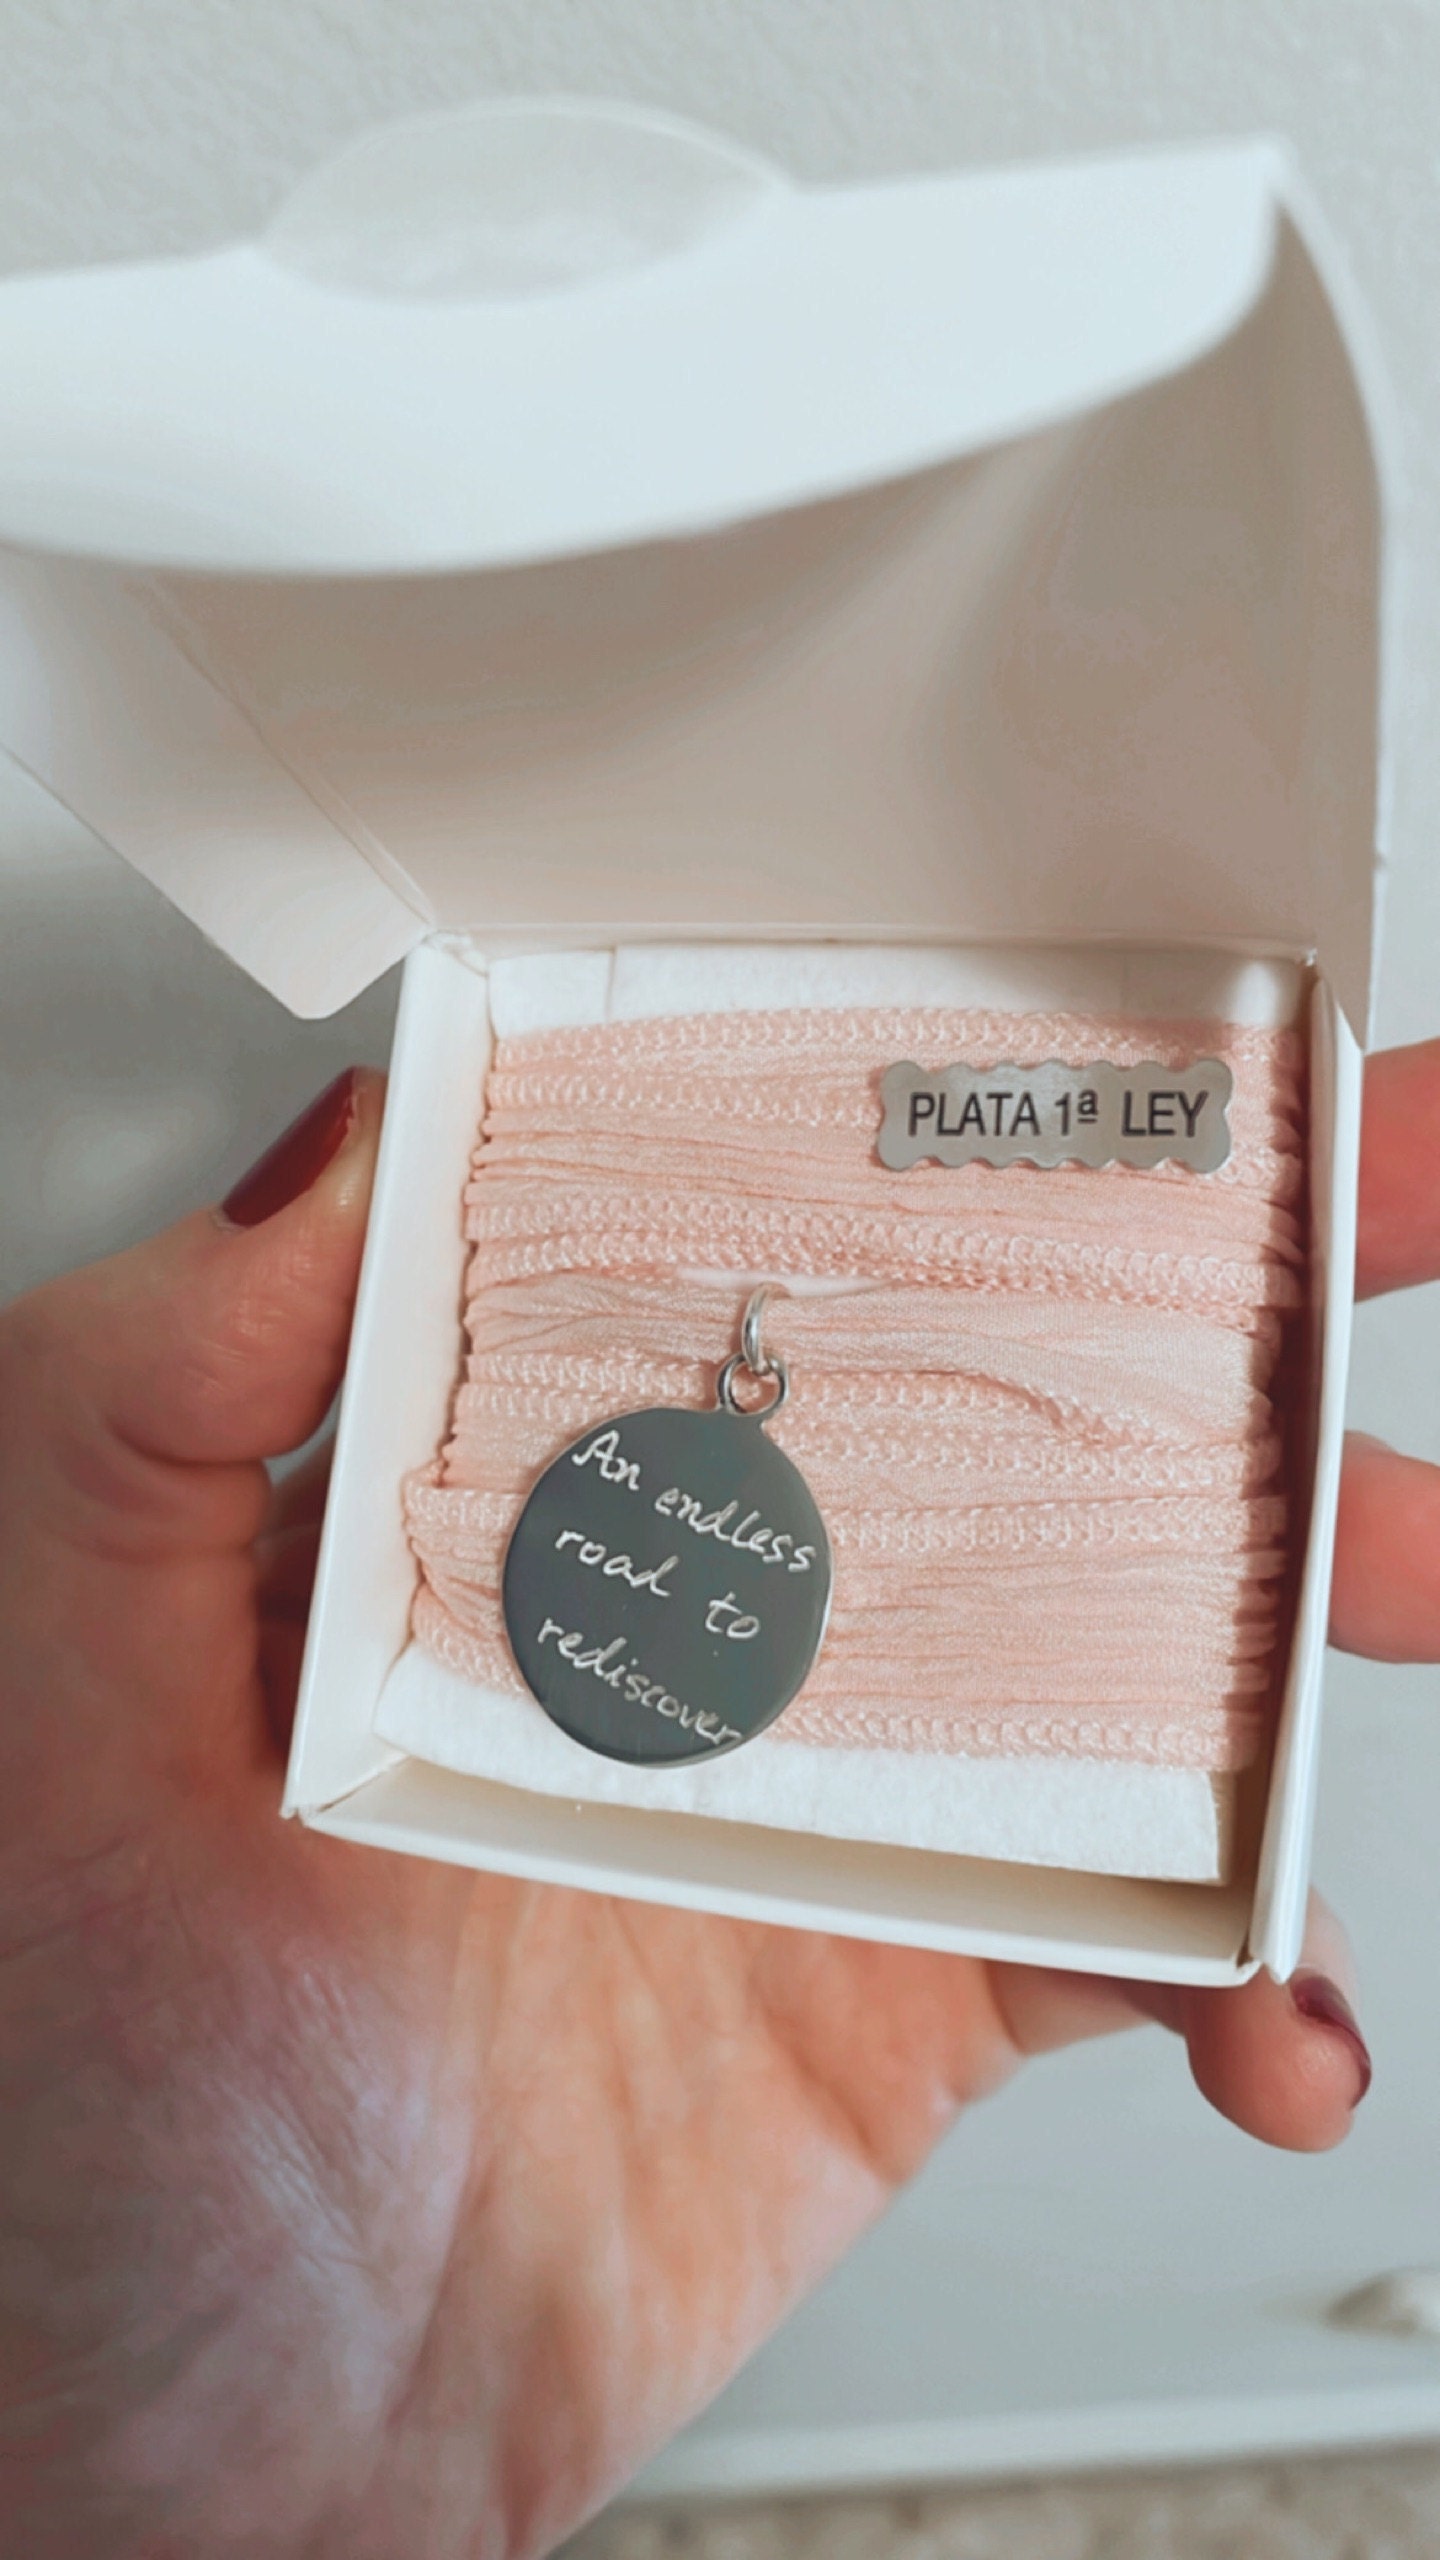 PLATA 1ª LEY
An endless
road to
rediscover